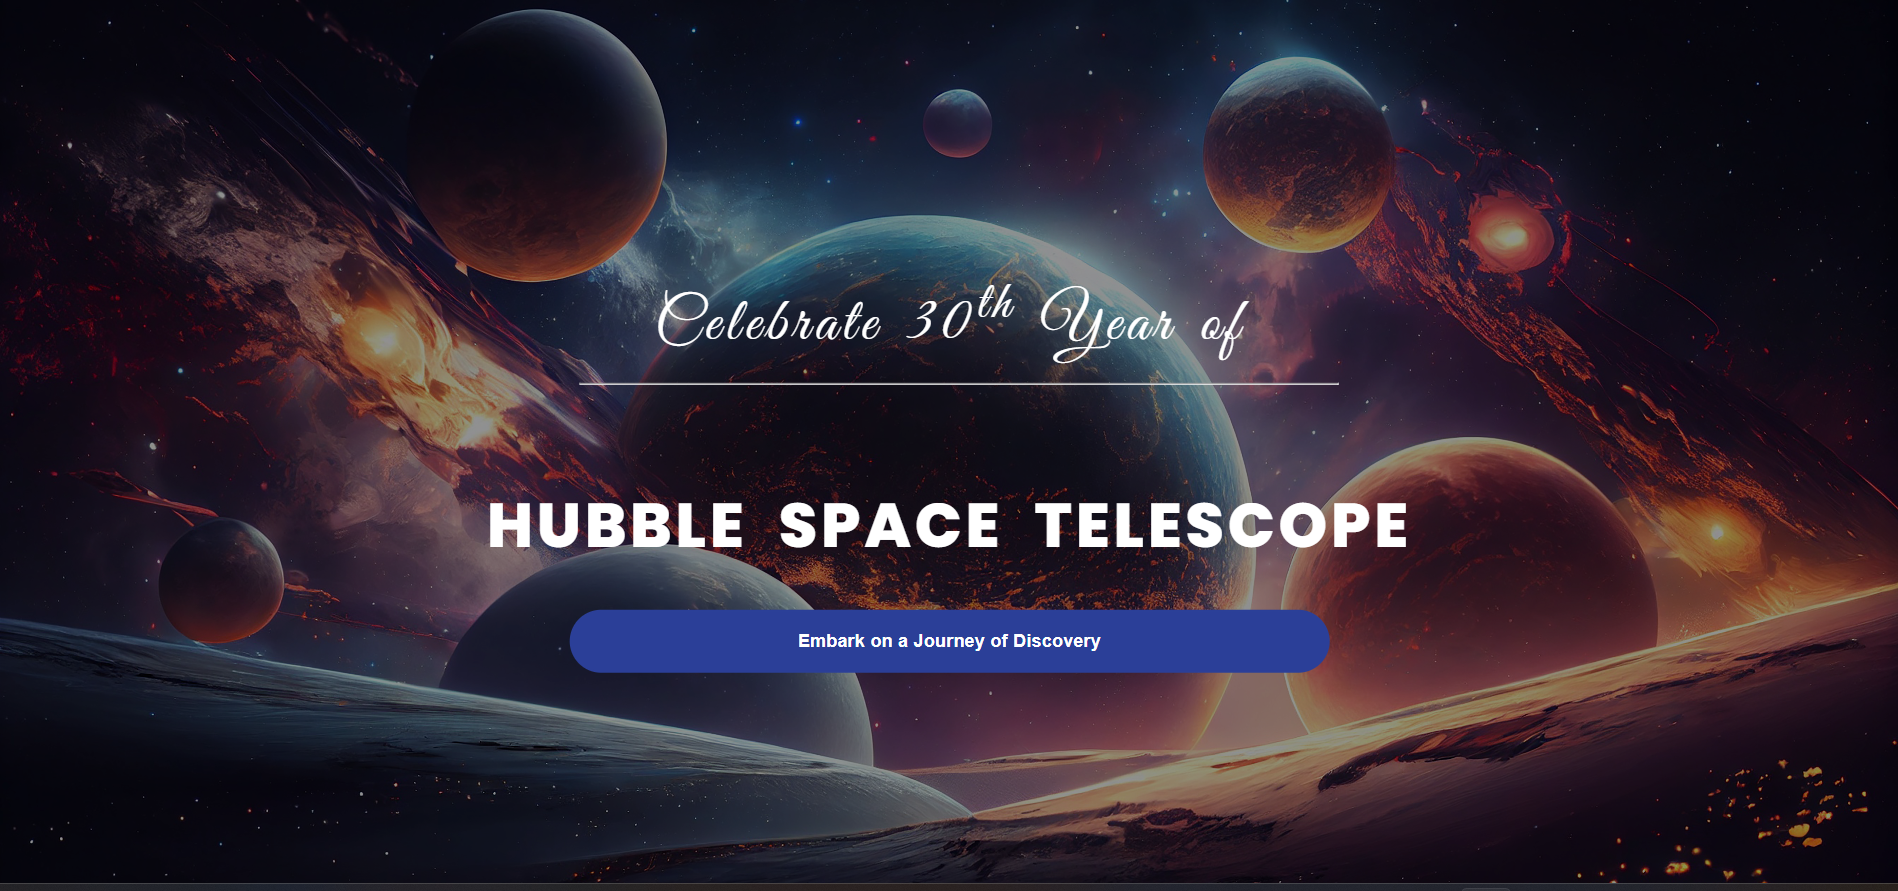 Celebrate 30th Year of
HUBBLE SPACE TELESCOPE
Embark on a Journey of Discovery